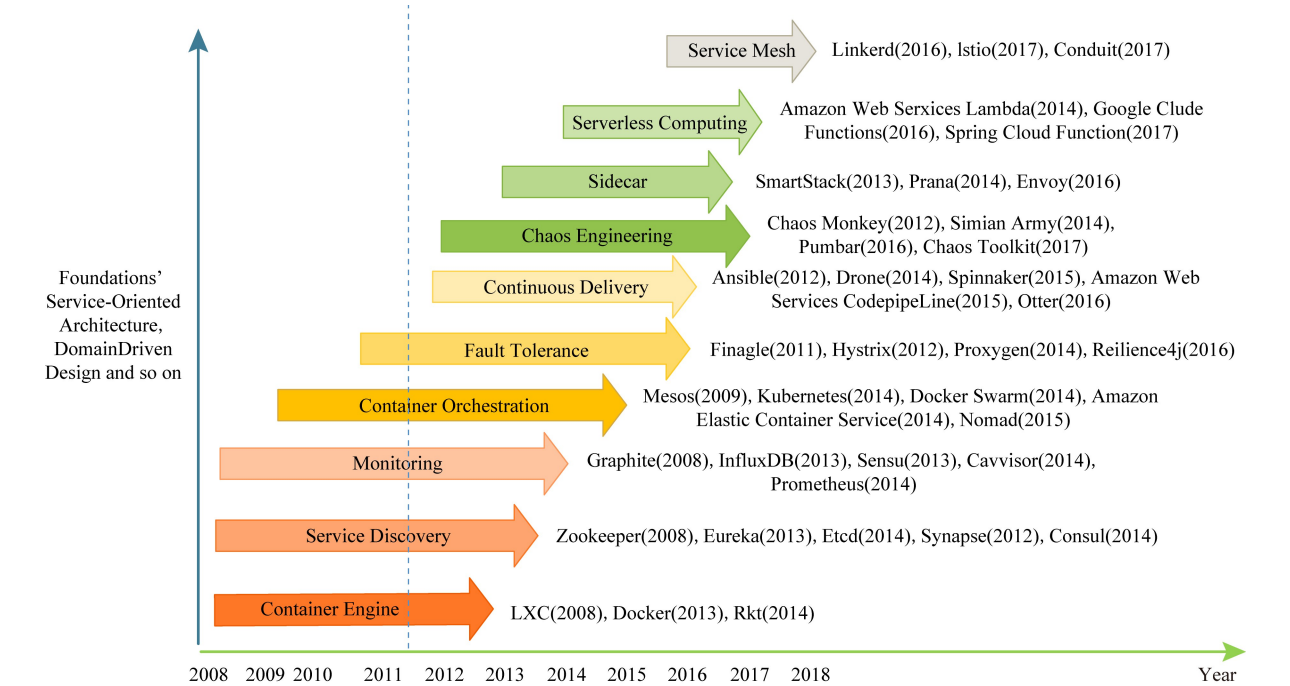 Service Mesh
Linkerd(2016), lstio(2017), Conduit(2017)
Serverless Computing
Amazon Web Serxices Lambda(2014), Google Clude
Functions(2016), Spring Cloud Function(2017)
Sidecar
SmartStack(2013), Prana(2014), Envoy(2016)
Chaos Engineering
Chaos Monkey(2012), Simian Army(2014),
Pumbar(2016), Chaos Toolkit(2017)
Continuous Delivery
Ansible(2012), Drone(2014), Spinnaker(2015), Amazon Web
Services CodepipeLine(2015), Otter(2016)
Foundations’
Service-Oriented
Architecture,
DomainDriven
Design and so on
Fault Tolerance
Finagle(2011), Hystrix(2012), Proxygen(2014), Reilience4j(2016)
Container Orchestration
Mesos(2009), Kubernetes(2014), Docker Swarm(2014), Amazon
Elastic Container Service(2014), Nomad(2015)
Monitoring
Graphite(2008), InfluxDB(2013), Sensu(2013), Cavvisor(2014),
Prometheus(2014)
Service Discovery
Zookeeper(2008), Eureka(2013), Etcd(2014), Synapse(2012), Consul(2014)
Container Engine
LXC(2008), Docker(2013), Rkt(2014)
2008 2009 2010 2011 2012 2013 2014 2015 2016 2017 2018 Year